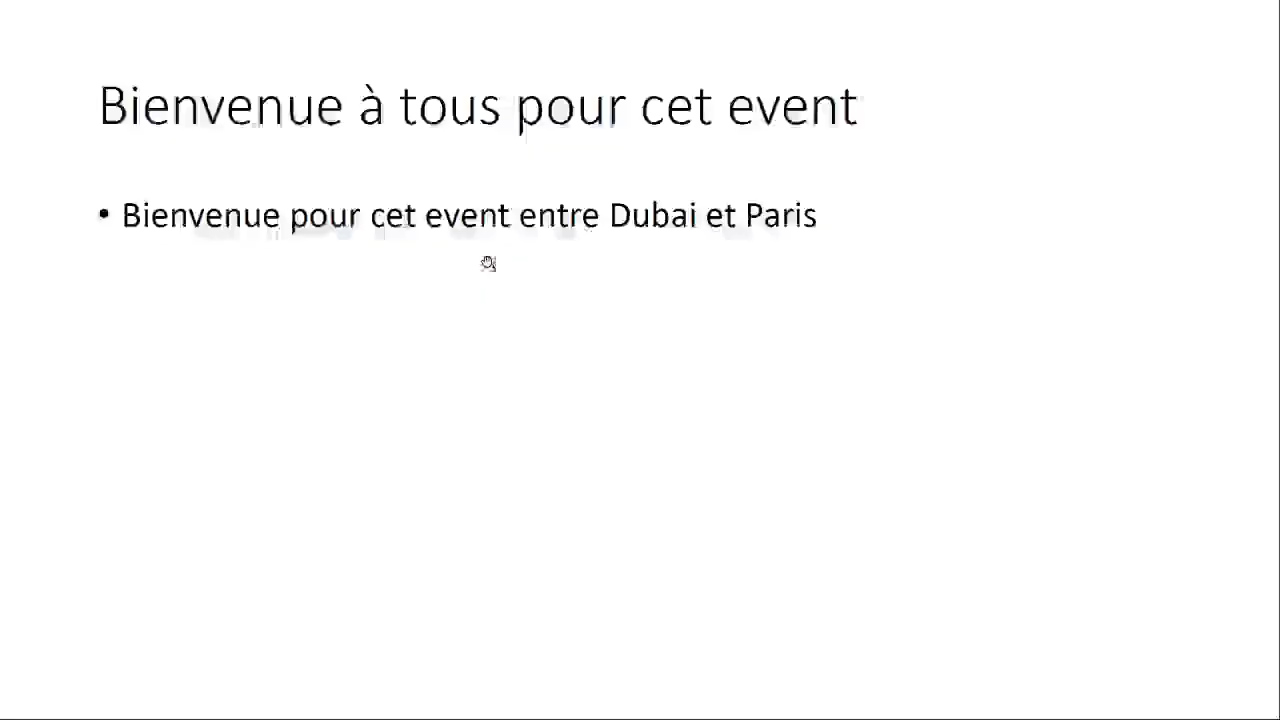 Bienvenue à tous pour cet event
• Bienvenue pour cet event entre Dubai et Paris